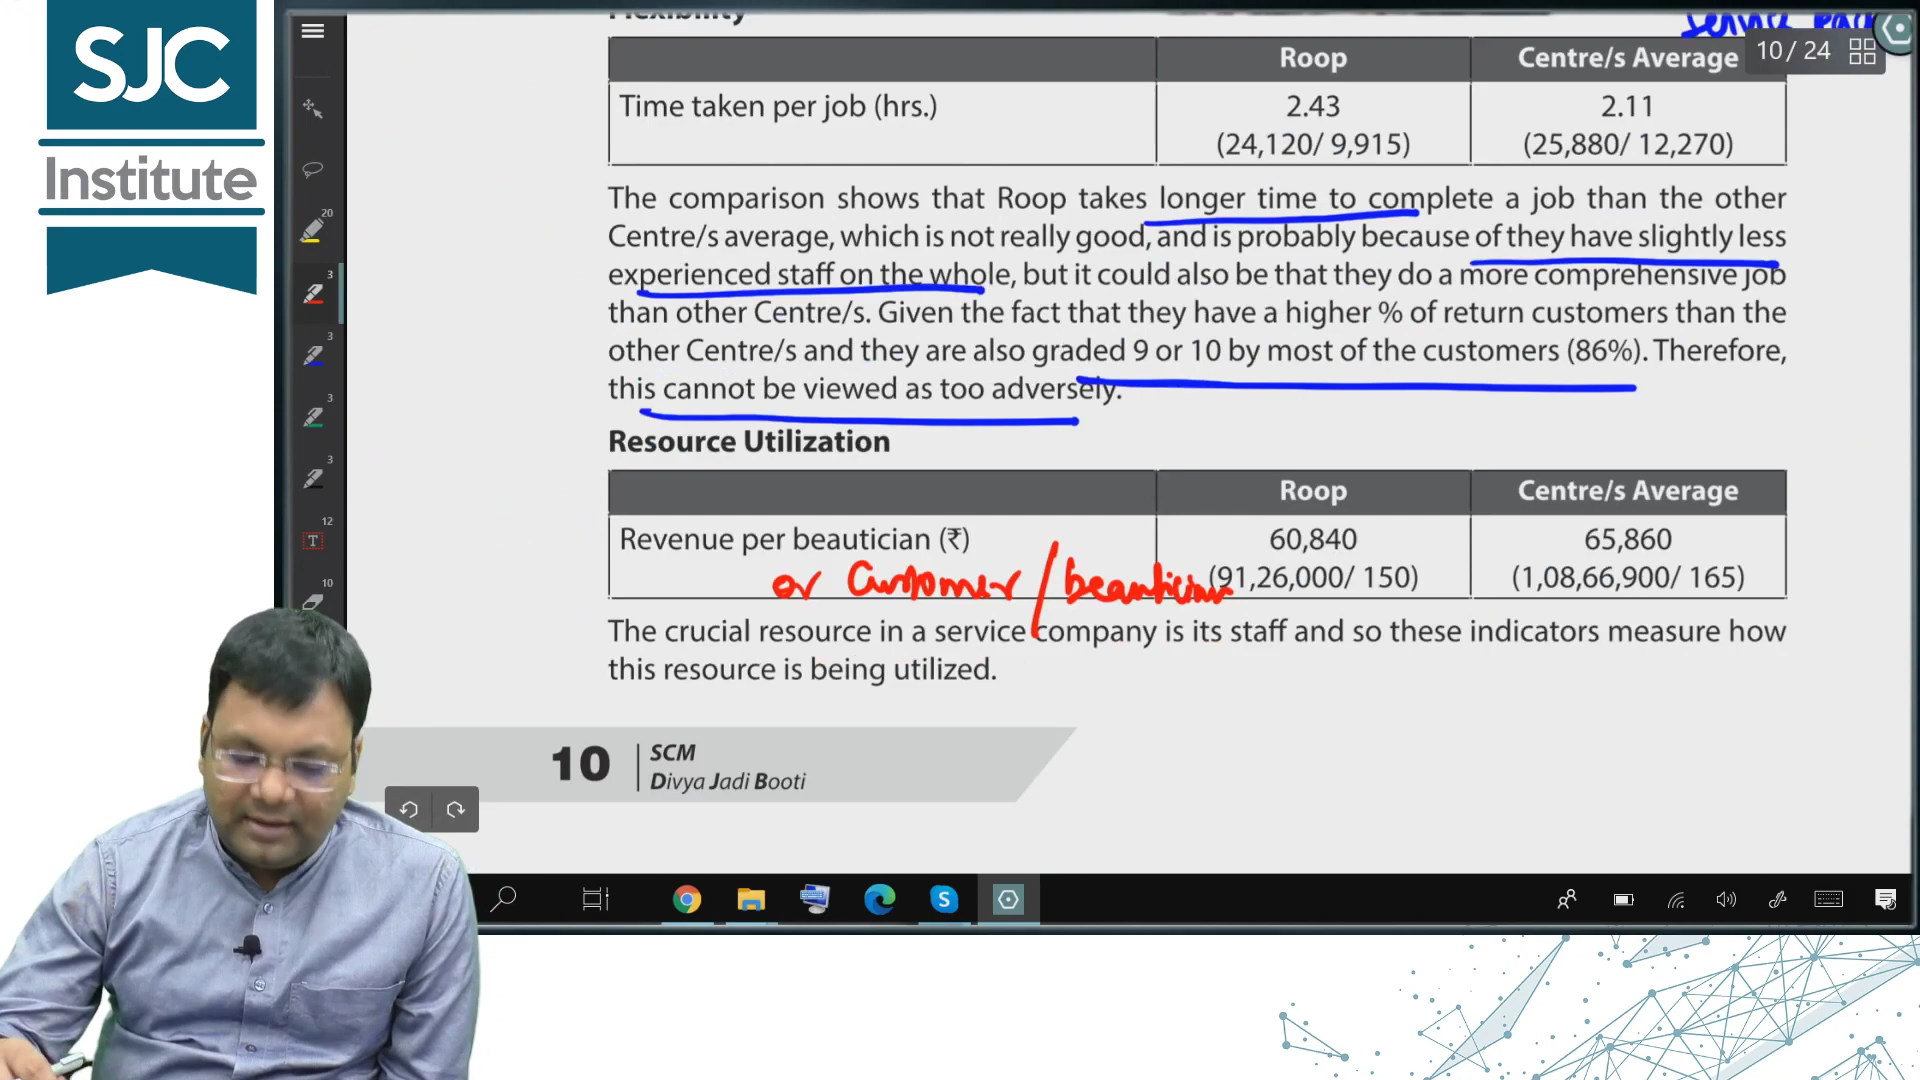 SJC
Institute
Flexibility
10 / 24
Roop
Centre/s Average
Time taken per job (hrs.)
2.43
2.11
(24,120/ 9,915)
(25,880/ 12,270)
The comparison shows that Roop takes longer time to complete a job than the other
Centre/s average, which is not really good, and is probably because of they have slightly less
experienced staff on the whole, but it could also be that they do a more comprehensive job
than other Centre/s. Given the fact that they have a higher % of return customers than the
other Centre/s and they are also graded 9 or 10 by most of the customers (86%). Therefore,
this cannot be viewed as too adversely.
Resource Utilization
Roop
Centre/s Average
Revenue per beautician (₹)
60,840
65,860
or Customer / beautician
(91,26,000/ 150)
(1,08,66,900/ 165)
The crucial resource in a service company is its staff and so these indicators measure how
this resource is being utilized.
10
SCM
Divya Jadi Booti
20
3
3
3
3
12
T
10
S